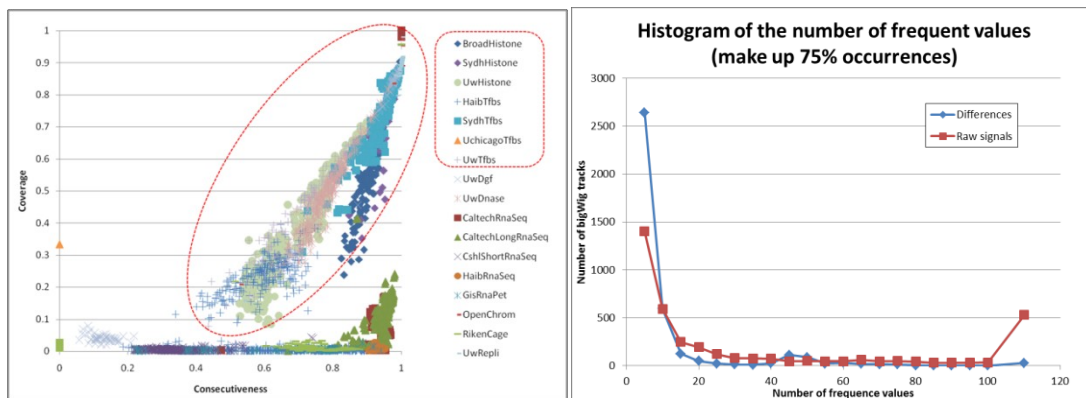 1
0.9
0.8
0.7
0.6
0.5
0.4
0.3
0.2
0.1
0
Coverage
0
0.2
0.4
0.6
0.8
1
Consecutiveness
BroadHistone
SydhHistone
UwHistone
HaibTfbs
SydhTfbs
UchicagoTfbs
UwTfbs
UwDgf
UwDnase
CaltechRnaSeq
CaltechLongRnaSeq
CshlShortRnaSeq
HaibRnaSeq
GisRnaPet
OpenChrom
RikenCage
UwRepli
Histogram of the number of frequent values
(make up 75% occurrences)
3000
2500
2000
1500
1000
500
0
Number of bigWig tracks
Differences
Raw signals
0
20
40
60
80
100
120
Number of frequence values